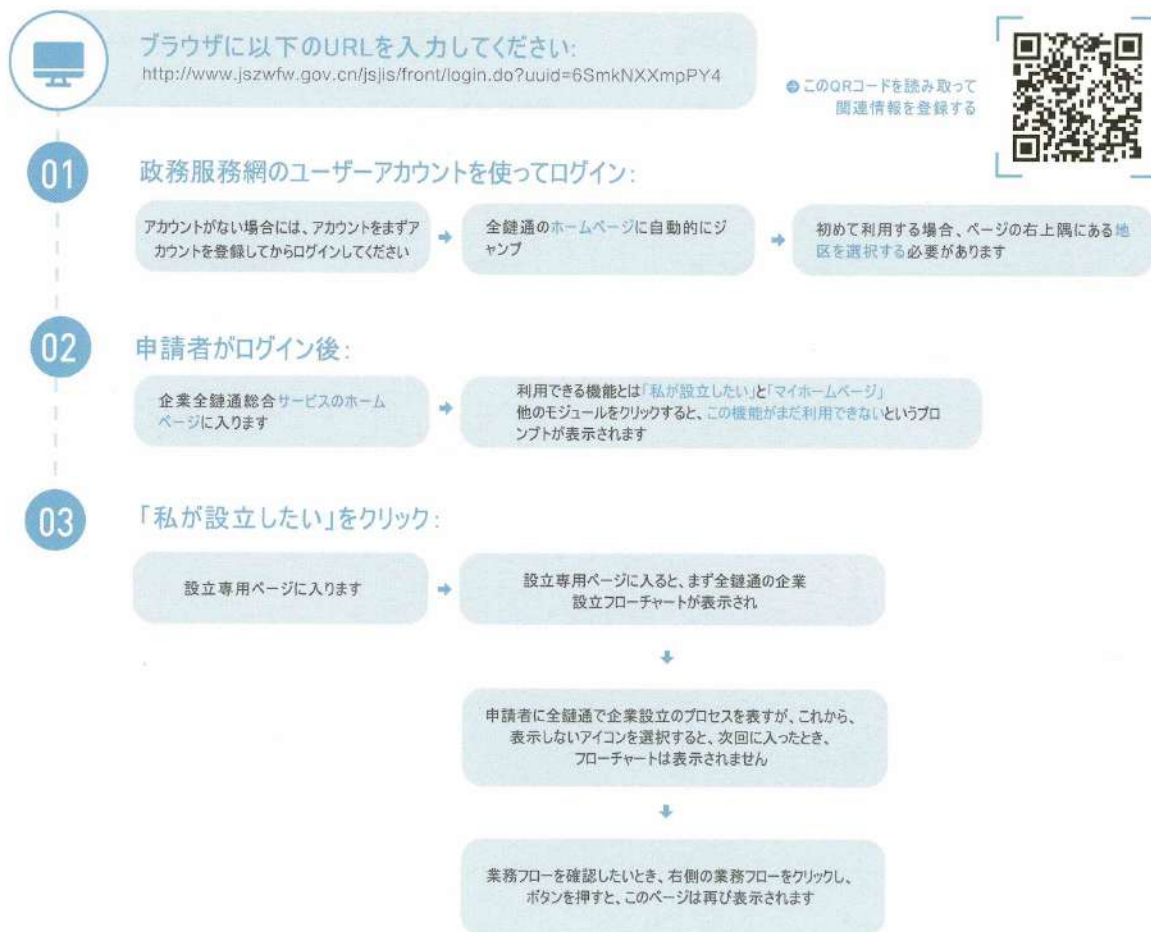 ブラウザに以下のURLを入力してください:
http://www.jszwfw.gov.cn/jsjis/front/login.do?uuid=6SmkNXXmpPY4
このQRコードを読み取って
関連情報を登録する
01
政務服務網のユーザーアカウントを使ってログイン:
アカウントがない場合には、アカウントをまずア
カウントを登録してからログインしてください
全鏈通のホームページに自動的にジ
ャンプ
初めて利用する場合、ページの右上隅にある地
区を選択する必要があります
02
申請者がログイン後:
企業全鏈通総合サービスのホーム
ページに入ります
利用できる機能とは「私が設立したい」と「マイホームページ」
他のモジュールをクリックすると、この機能がまだ利用できないというプロ
ンプトが表示されます
03
「私が設立したい」をクリック:
設立専用ページに入ります
設立専用ページに入ると、まず全鏈通の企業
設立フローチャートが表示され
申請者に全鏈通で企業設立のプロセスを表すが、これから、
表示しないアイコンを選択すると、次回に入ったとき、
フローチャートは表示されません
業務フローを確認したいとき、右側の業務フローをクリックし、
ボタンを押すと、このページは再び表示されます